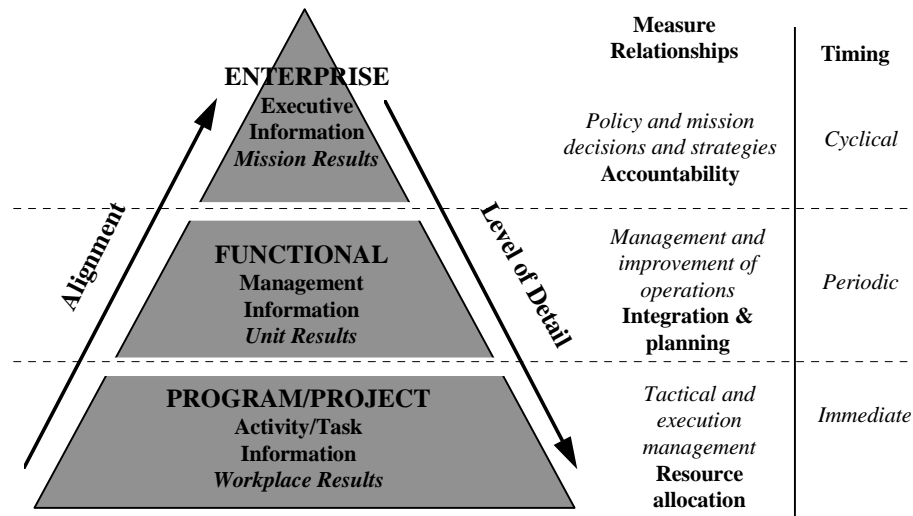 Measure
Relationships
Timing
ENTERPRISE
Executive
Information
Mission Results
Policy and mission
decisions and strategies
Accountability
Cyclical
Alignment
Level of Detail
FUNCTIONAL
Management
Information
Unit Results
Management and
improvement of
operations
Integration &
planning
Periodic
PROGRAM/PROJECT
Activity/Task
Information
Workplace Results
Tactical and
execution
management
Resource
allocation
Immediate